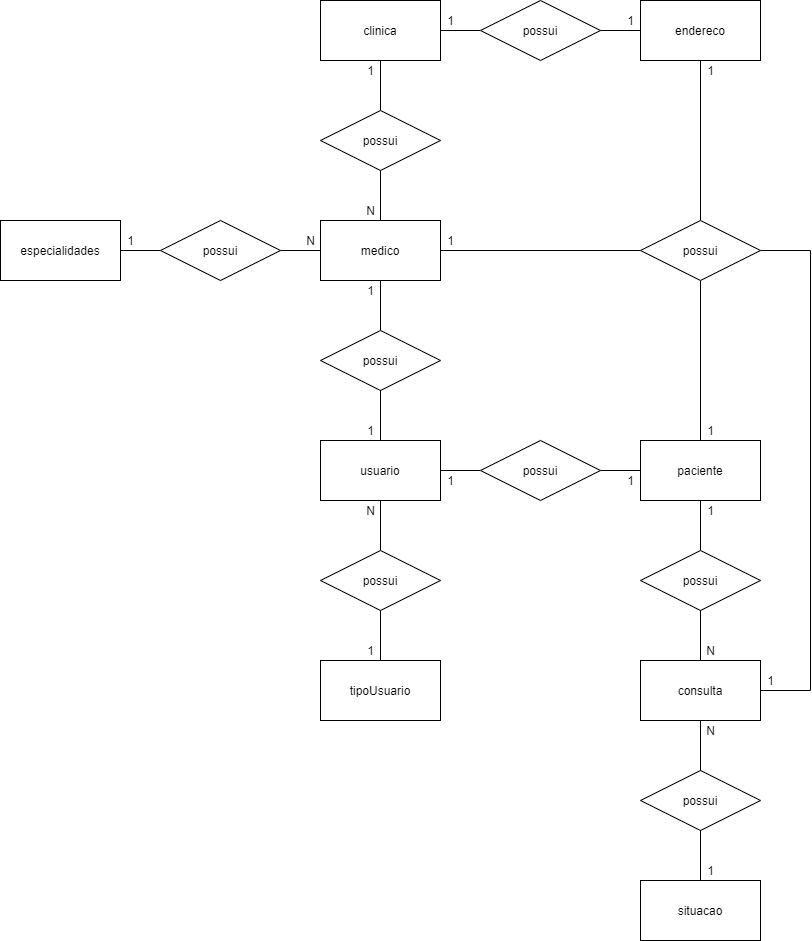 clinica
1
possui
1
endereco
1
1
possui
N
especialidades
1
possui
N
medico
1
possui
1
possui
1
1
usuario
1
possui
1
paciente
N
1
possui
possui
1
N
tipoUsuario
consulta
1
N
possui
1
situacao